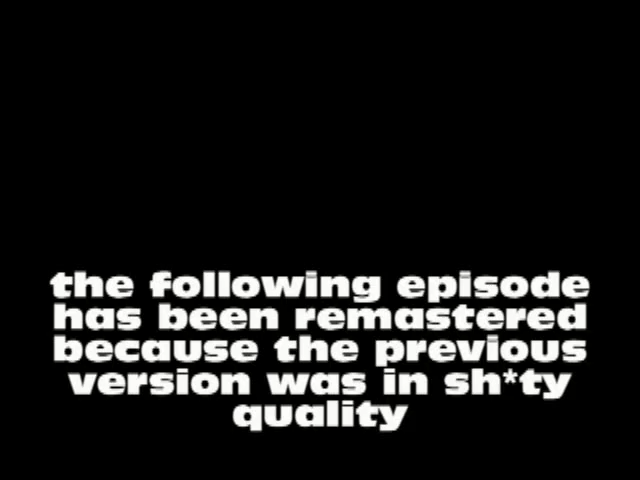 the following episode
has been remastered
because the previous
version was in sh*ty
quality